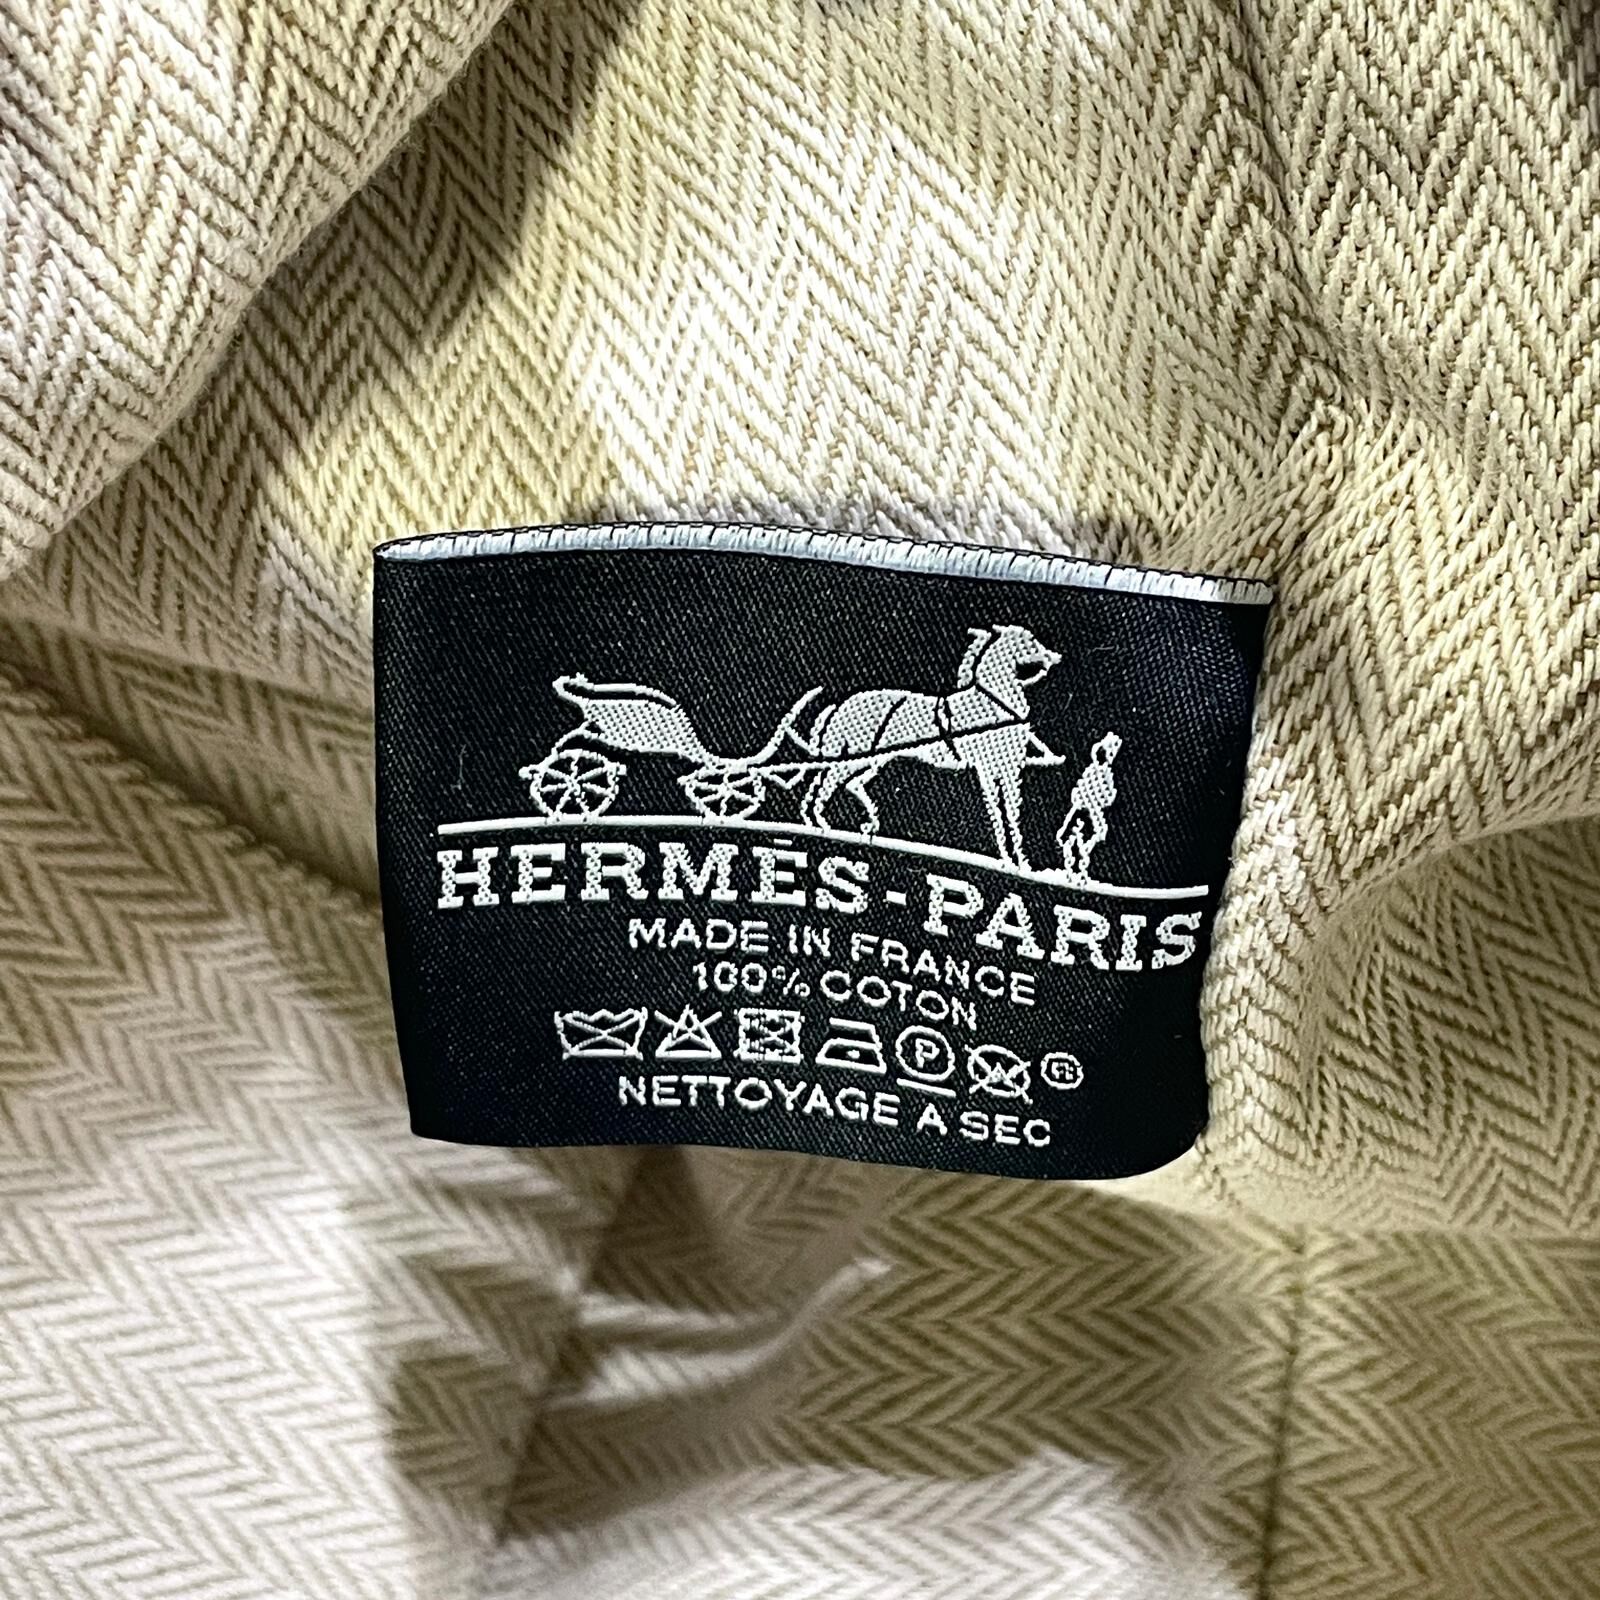 HERMÈS-PARIS
MADE IN FRANCE
100% COTON
P
NETTOYAGE A SEC